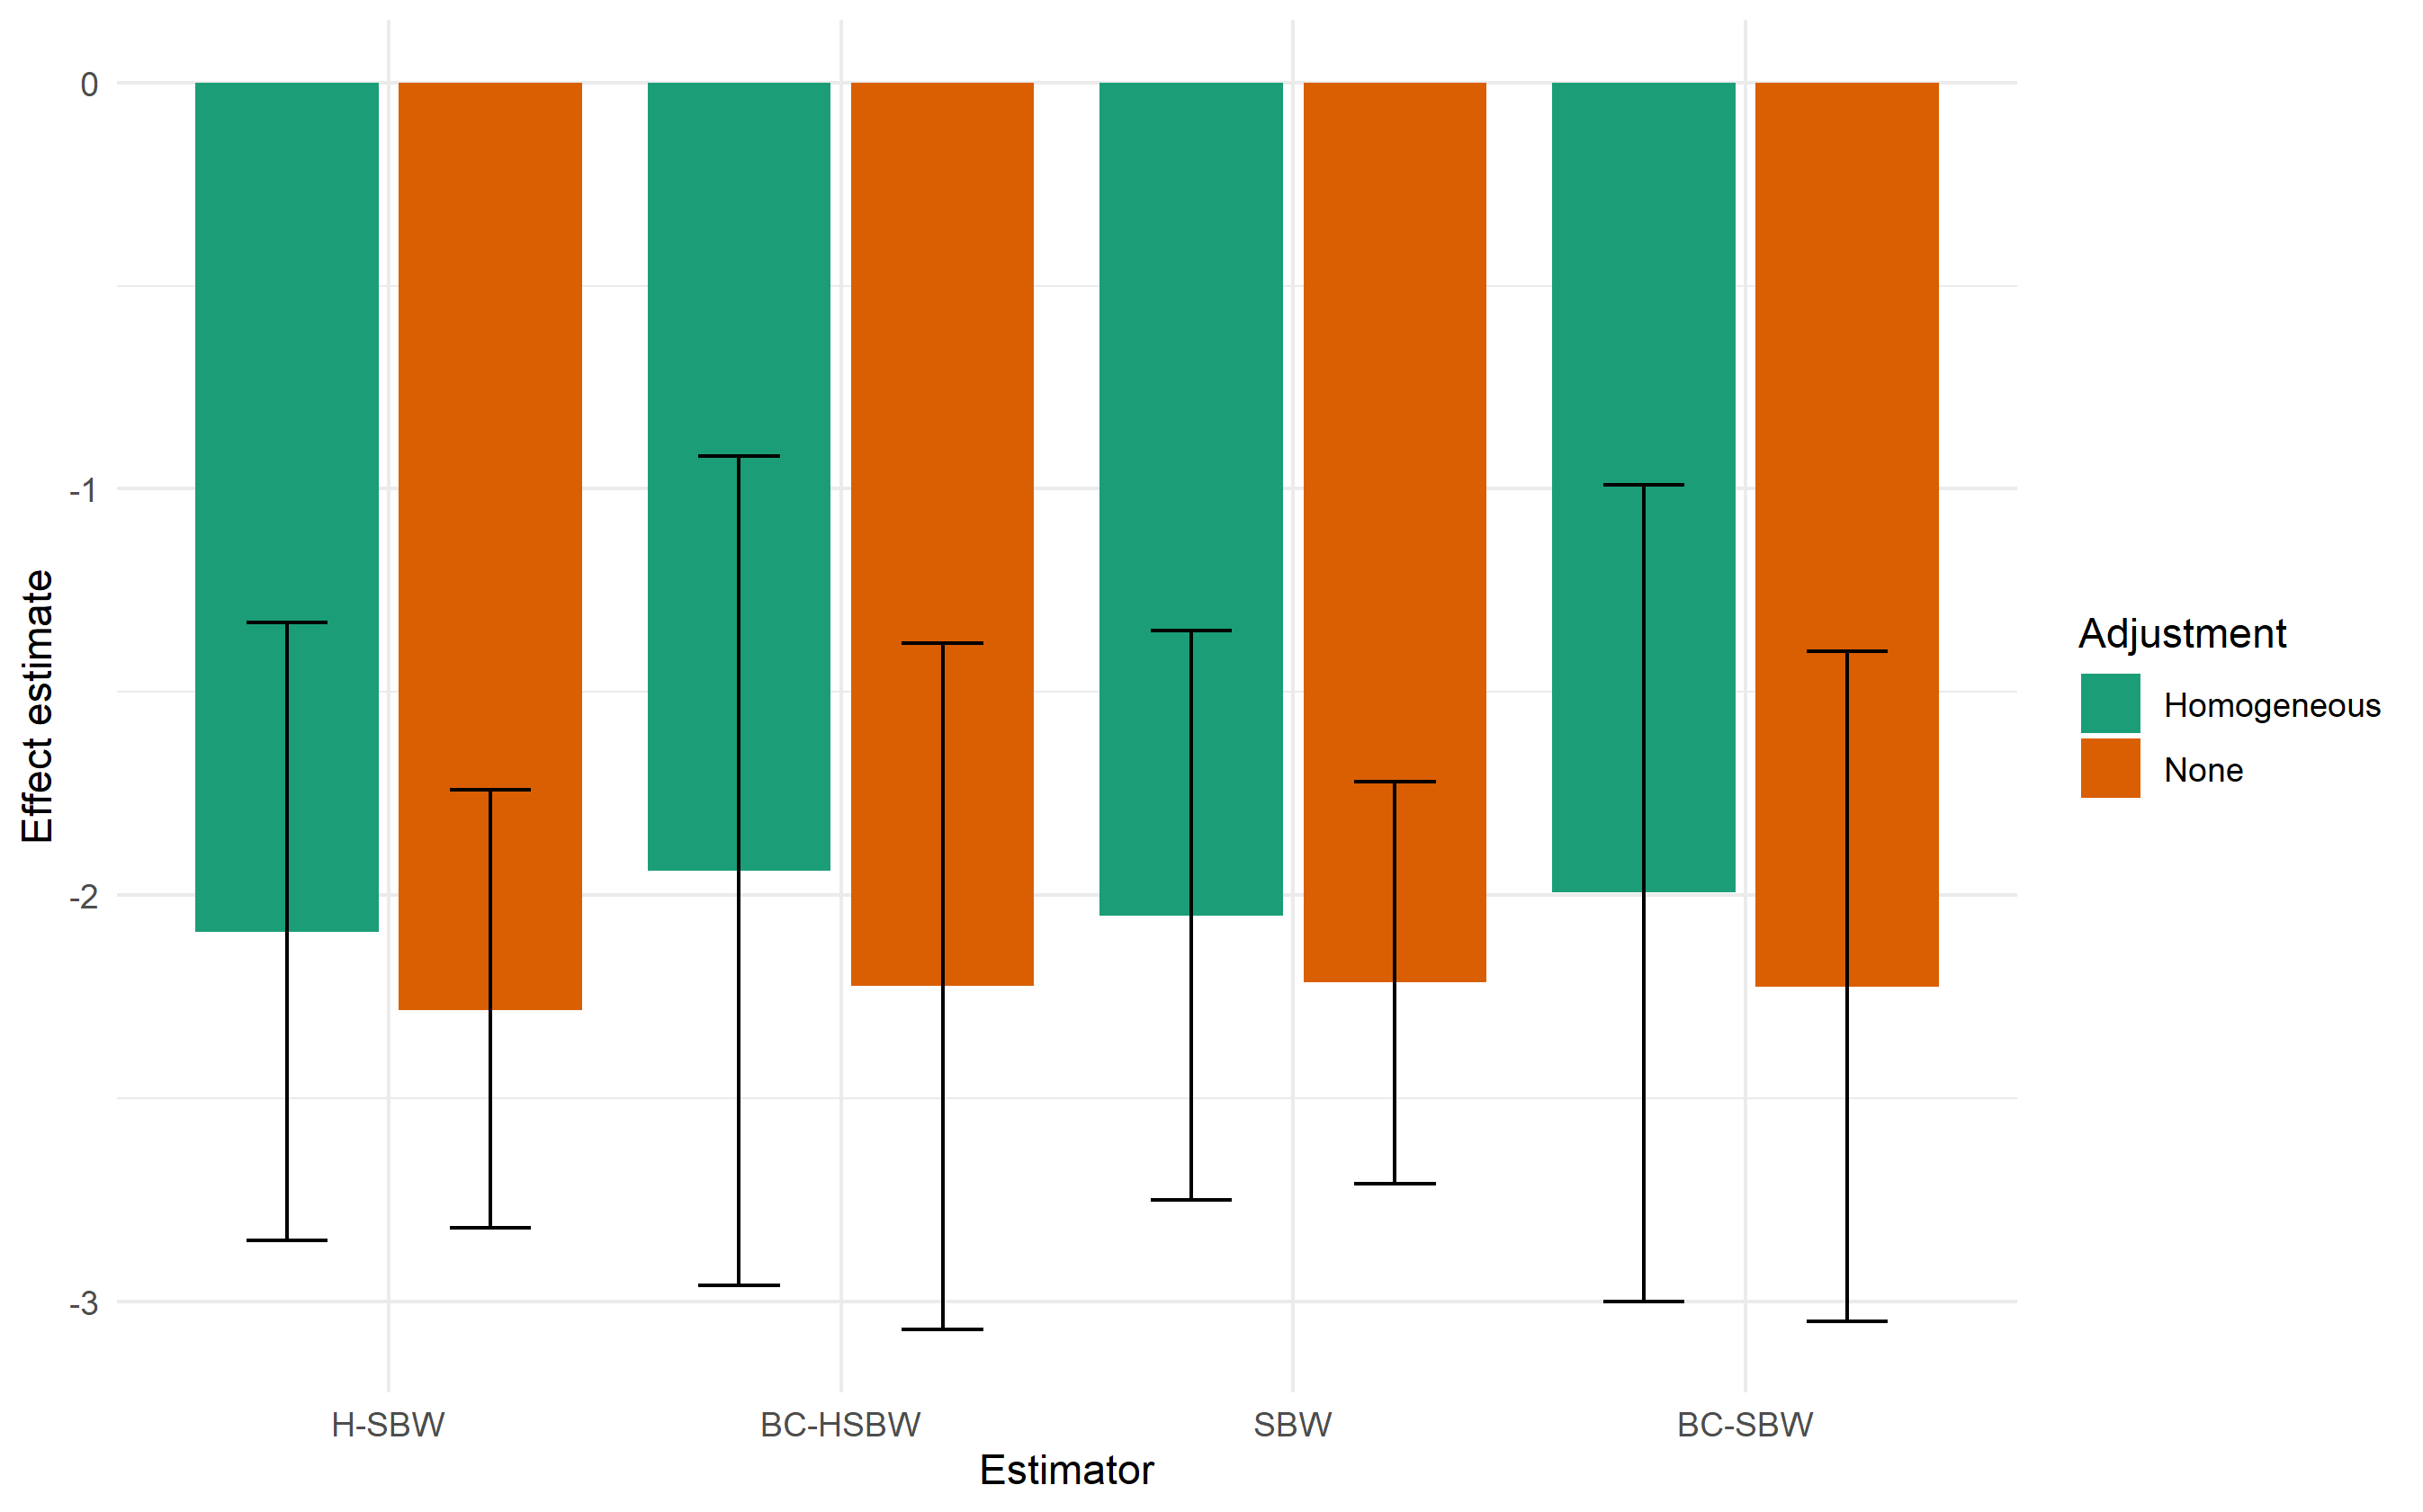 0
-1
-2
-3
Effect estimate
H-SBW
BC-HSBW
SBW
BC-SBW
Estimator
Adjustment
Homogeneous
None